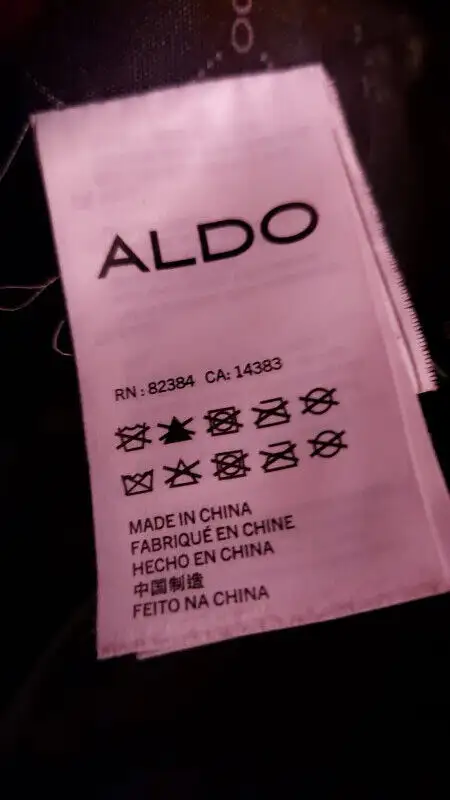 ALDO
RN : 82384 CA: 14383
MADE IN CHINA
FABRIQUÉ EN CHINE
HECHO EN CHINA
中国制造
FEITO NA CHINA